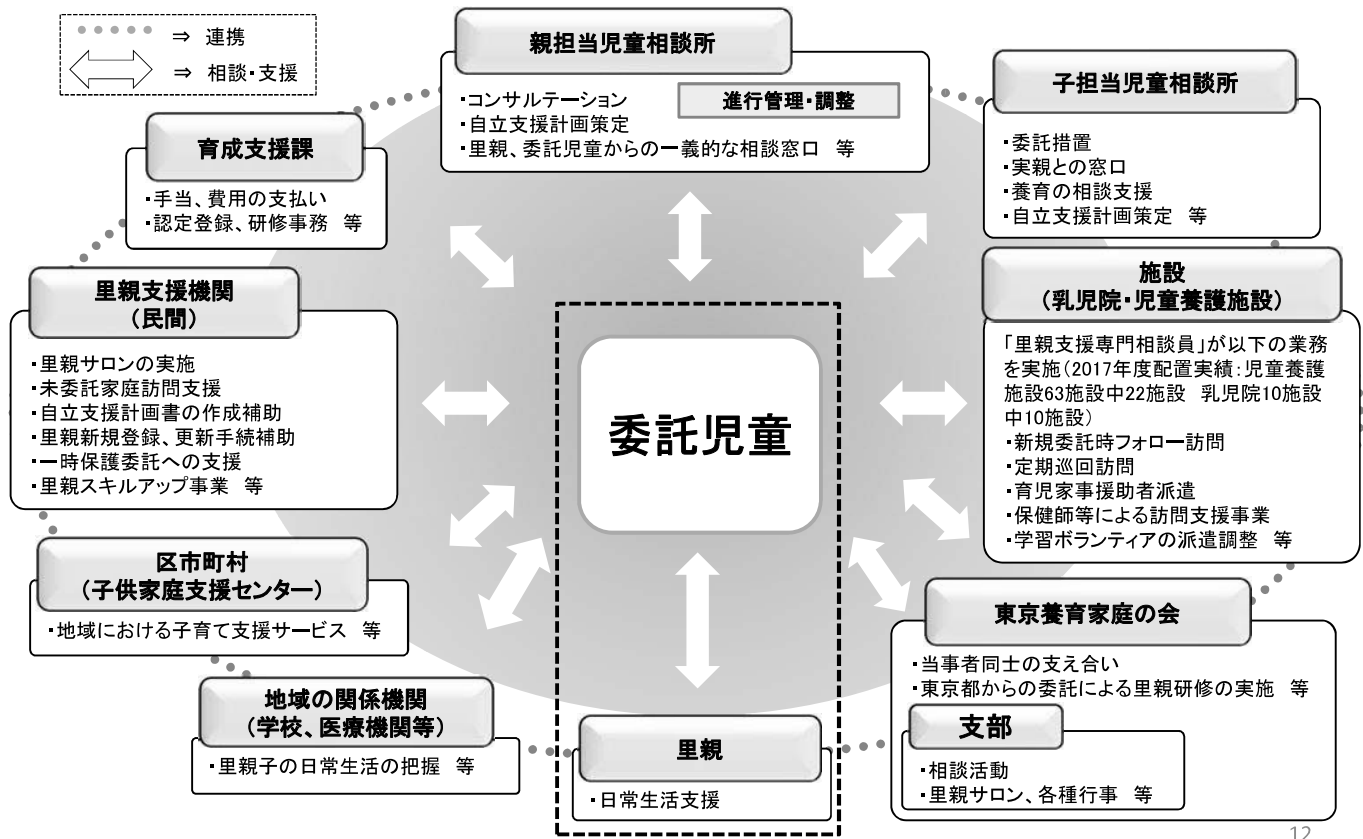 ⇒ 連携
⇒ 相談・支援
親担当児童相談所
・コンサルテーション
進行管理・調整
・自立支援計画策定
・里親、委託児童からの一義的な相談窓口 等
子担当児童相談所
・委託措置
・実親との窓口
・養育の相談支援
・自立支援計画策定 等
育成支援課
・手当、費用の支払い
・認定登録、研修事務 等
里親支援機関
(民間)
・里親サロンの実施
・未委託家庭訪問支援
・自立支援計画書の作成補助
・里親新規登録、更新手続補助
・一時保護委託への支援
・里親スキルアップ事業 等
施設
(乳児院・児童養護施設)
「里親支援専門相談員」が以下の業務
を実施(2017年度配置実績:児童養護
施設63施設中22施設 乳児院10施設
中10施設)
・新規委託時フォロー訪問
・定期巡回訪問
・育児家事援助者派遣
・保健師等による訪問支援事業
・学習ボランティアの派遣調整 等
委託児童
区市町村
(子供家庭支援センター)
・地域における子育て支援サービス 等
東京養育家庭の会
・当事者同士の支え合い
・東京都からの委託による里親研修の実施 等
支部
・相談活動
・里親サロン、各種行事 等
地域の関係機関
(学校、医療機関等)
・里親子の日常生活の把握 等
里親
・日常生活支援
12